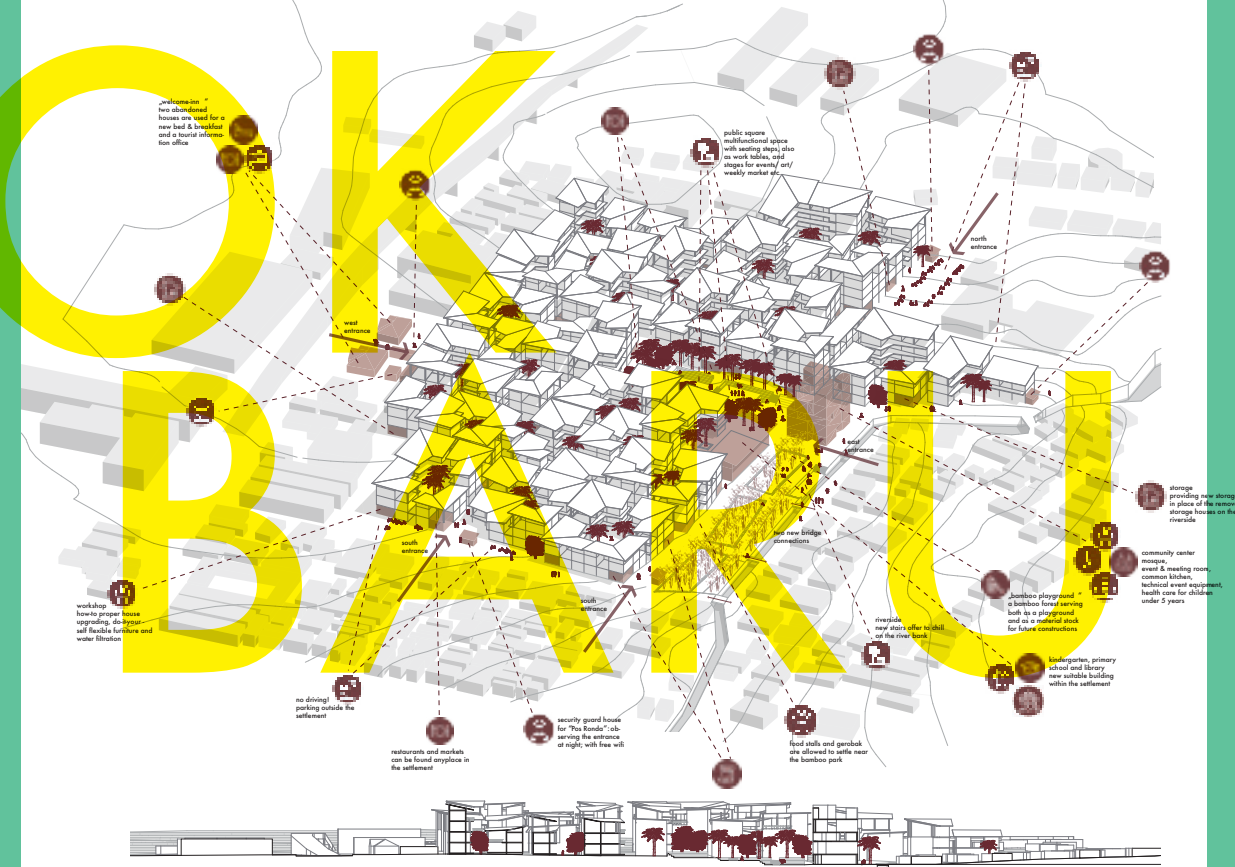 OK
BARU
„welcome-inn “
two abandoned
houses are used for a
new bed & breakfast
and a tourist informa-
tion office
public square
multifunctional space
with seating steps, also
as work tables, and
stages for events/ art/
weekly market etc.
north
entrance
west
entrance
east
entrance
storage
providing new storag
in place of the remov
storage houses on the
riverside
south
entrance
two new bridge
connections
community center
mosque,
event & meeting room,
common kitchen,
technical event equipment,
health care for children
under 5 years
workshop
how-to proper house
upgrading, do-it-your-
self flexible furniture and
water filtration
south
entrance
„bamboo playground “
a bamboo forest serving
both as a playground
and as a material stock
for future constructions
riverside
new stairs offer to chill
on the river bank
kindergarten, primary
school and library
new suitable building
within the settlement
no driving!
parking outside the
settlement
security guard house
for "Pos Ronda": ob-
serving the entrance
at night; with free wifi
restaurants and markets
can be found anyplace in
the settlement
food stalls and gerobak
are allowed to settle near
the bamboo park